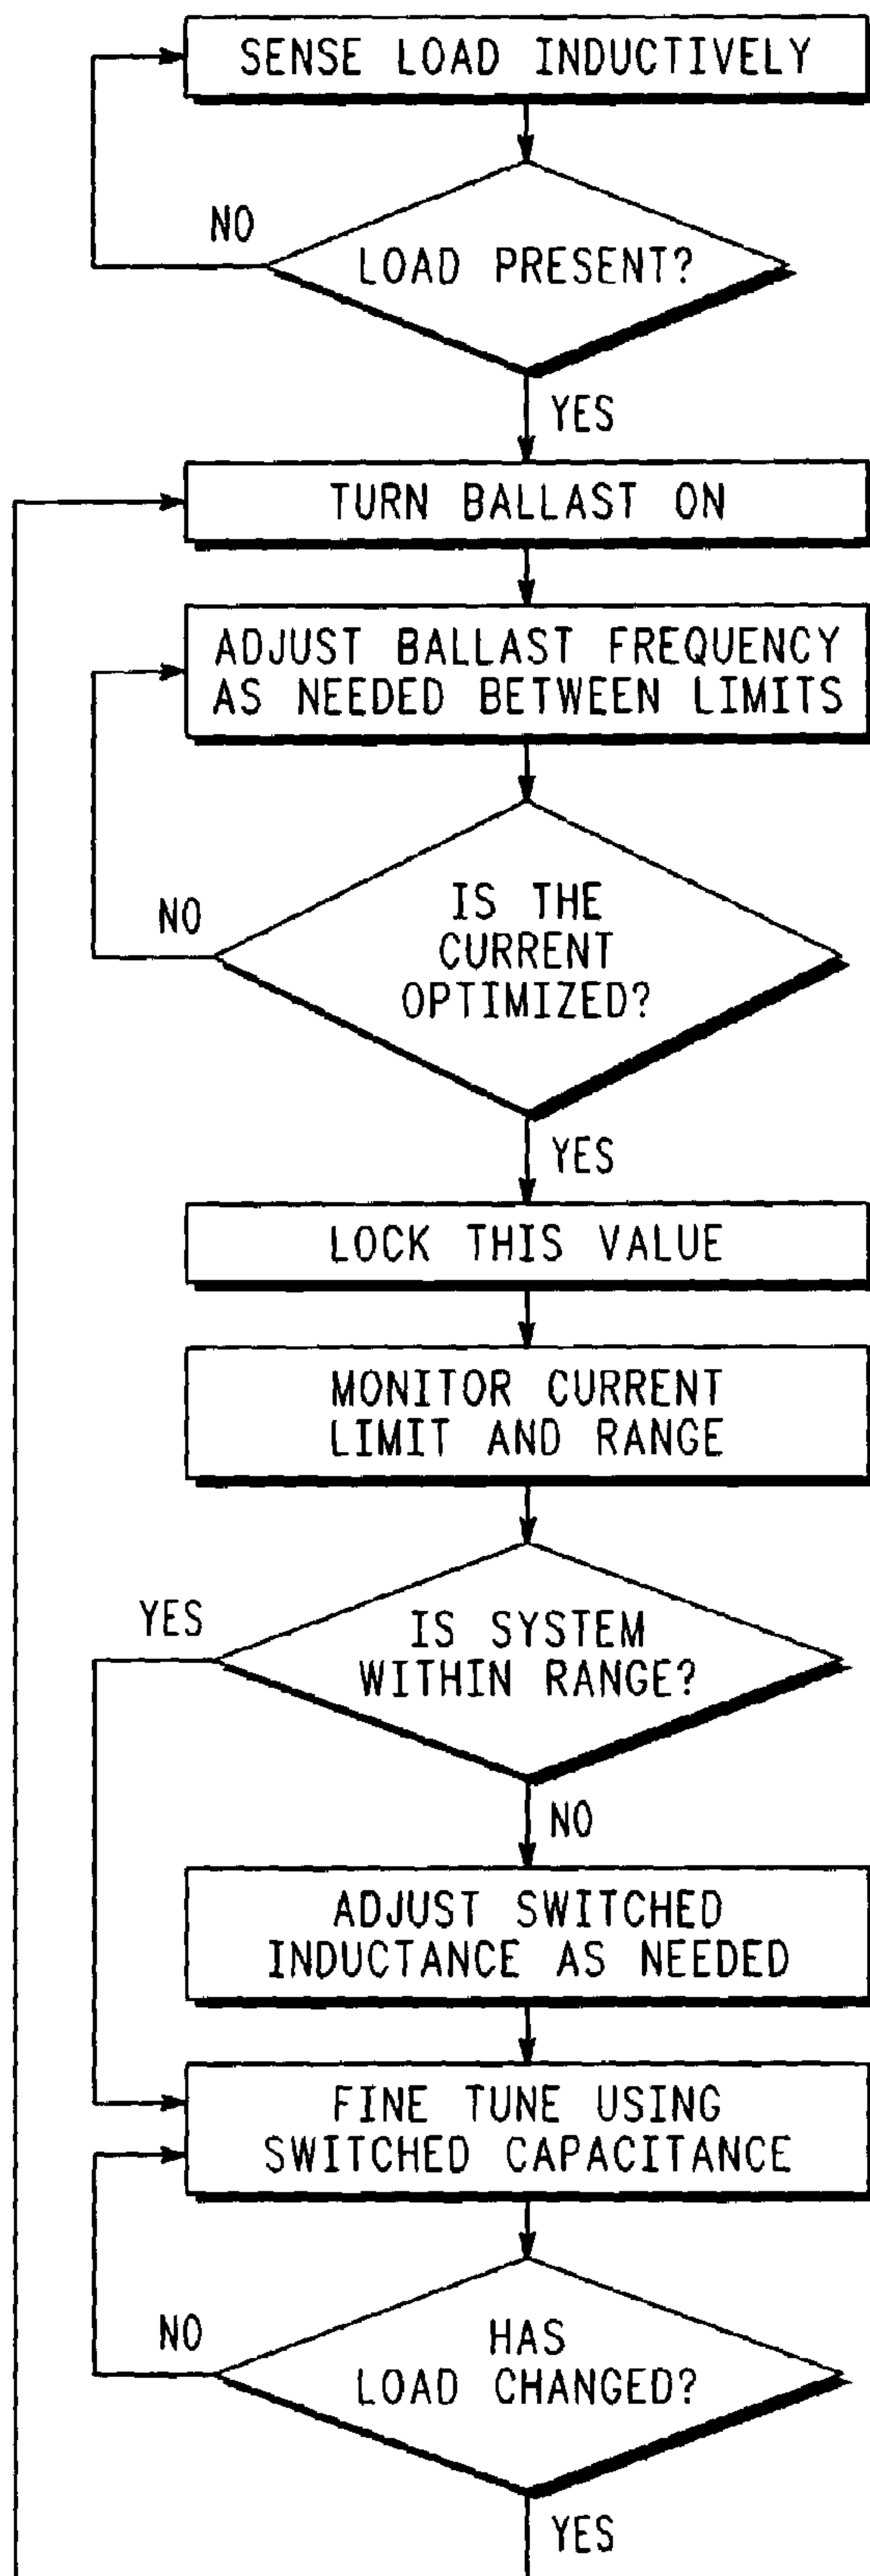 SENSE LOAD INDUCTIVELY
NO
LOAD PRESENT?
YES
TURN BALLAST ON
ADJUST BALLAST FREQUENCY
AS NEEDED BETWEEN LIMITS
NO
IS THE
CURRENT
OPTIMIZED?
YES
LOCK THIS VALUE
MONITOR CURRENT
LIMIT AND RANGE
YES
IS SYSTEM
WITHIN RANGE?
NO
ADJUST SWITCHED
INDUCTANCE AS NEEDED
FINE TUNE USING
SWITCHED CAPACITANCE
NO
HAS
LOAD CHANGED?
YES